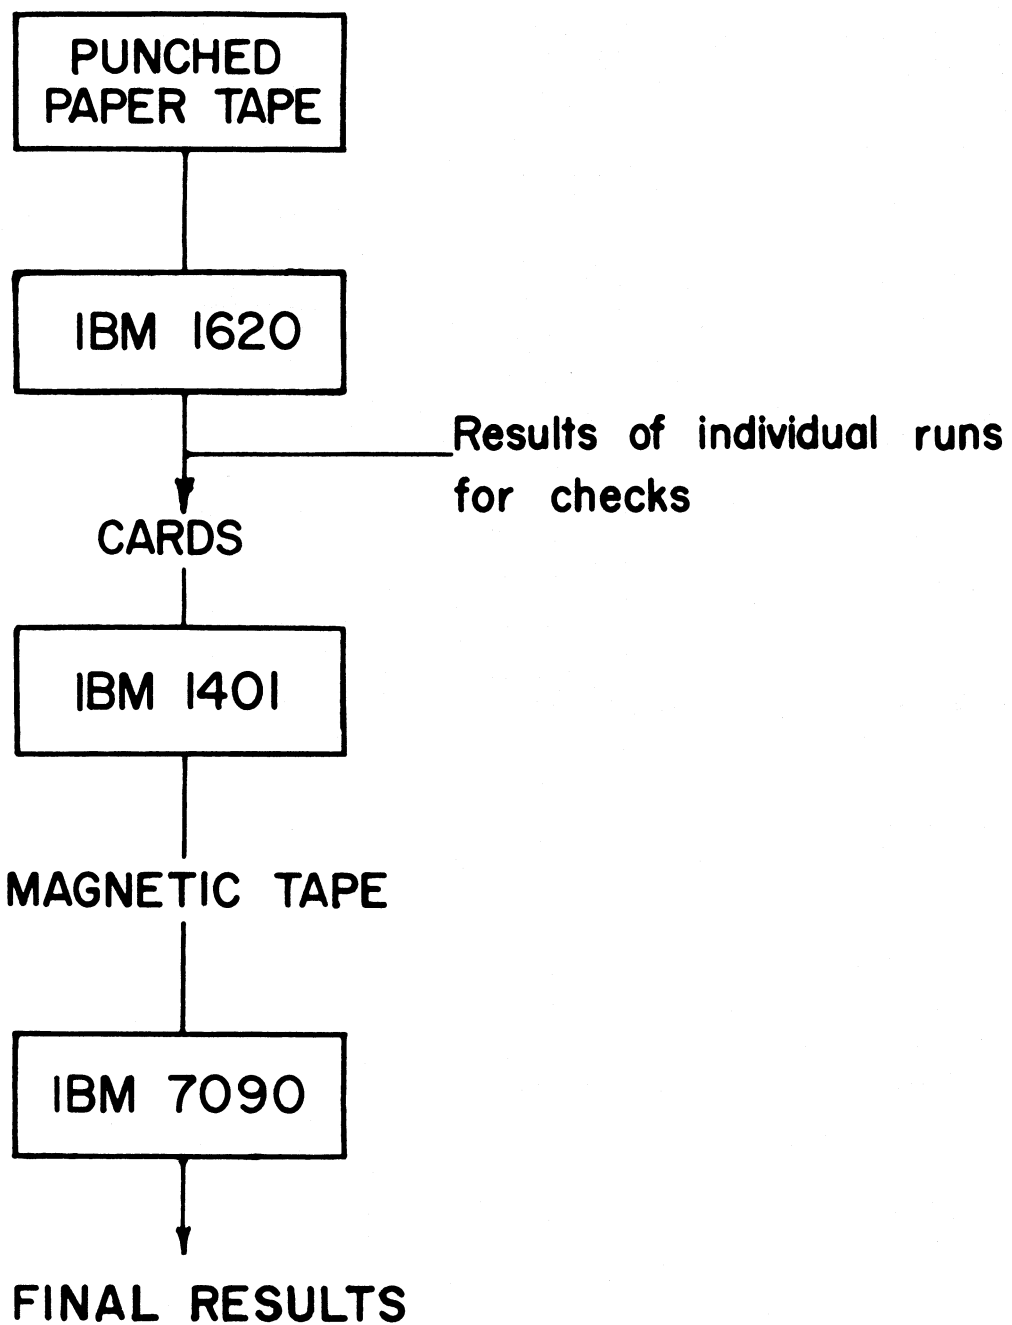 PUNCHED
PAPER TAPE
IBM 1620
Results of individual runs
for checks
CARDS
IBM 1401
MAGNETIC TAPE
IBM 7090
FINAL RESULTS